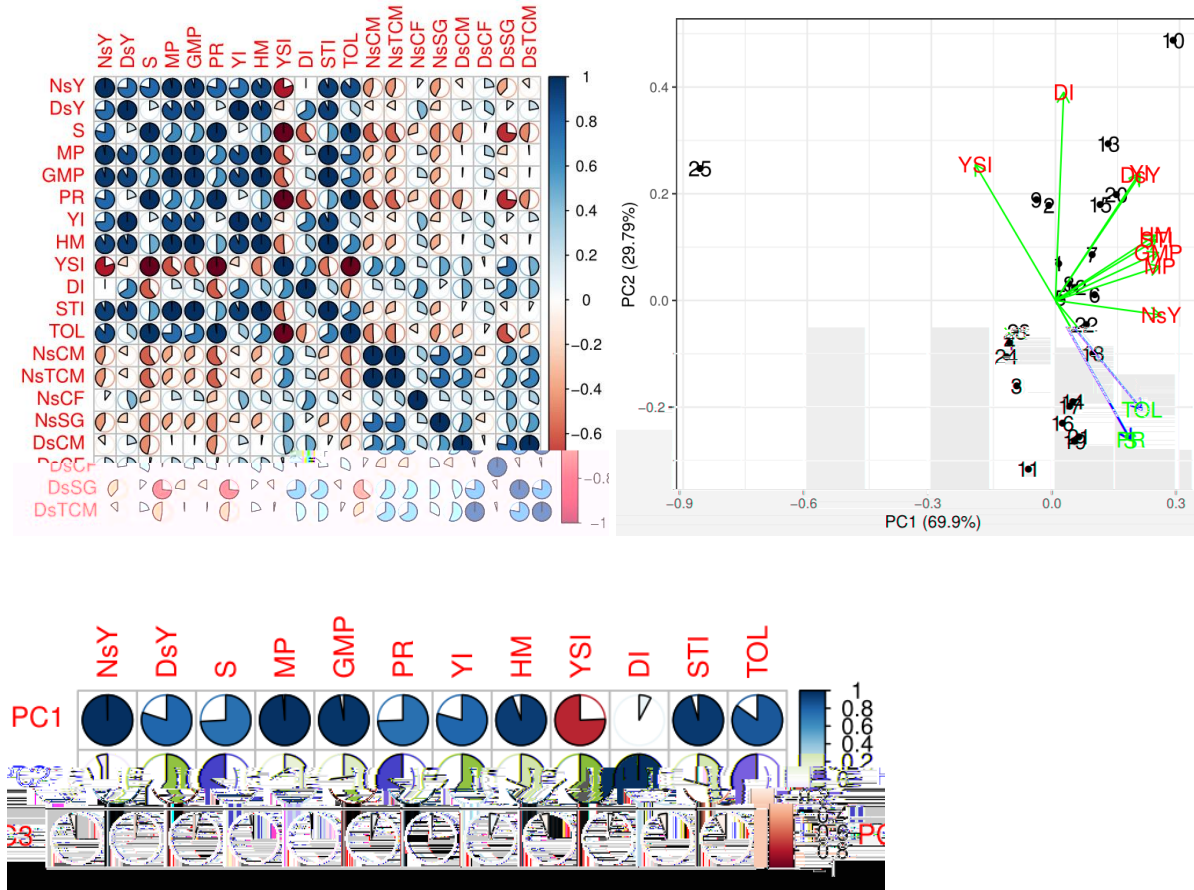 NsY DsY S MP GMP PR YI HM YSI DI STI TOL NsCM NsTCM NsCF NsSG DsCM DsCF DsSG DsTCM
NsY
DsY
S
MP
GMP
PR
YI
HM
YSI
DI
STI
TOL
NsCM
NsTCM
NsCF
NsSG
DsCM
DsCF
DsSG
DsTCM
1
0.8
0.6
0.4
0.2
0
−0.2
−0.4
−0.6
−0.8
−1
PC2 (29.79%)
0.4
0.2
0.0
−0.2
10
DI
13
YSI
25
DsY
20
9
2
15
HM
GMP
7
MP
1
6
NsY
22
18
24
3
14
17
TOL
16
PR
19
11
−0.9 −0.6 −0.3 0.0 0.3
PC1 (69.9%)
NsY DsY S MP GMP PR YI HM YSI DI STI TOL
PC1
1
0.8
0.6
0.4
0.2